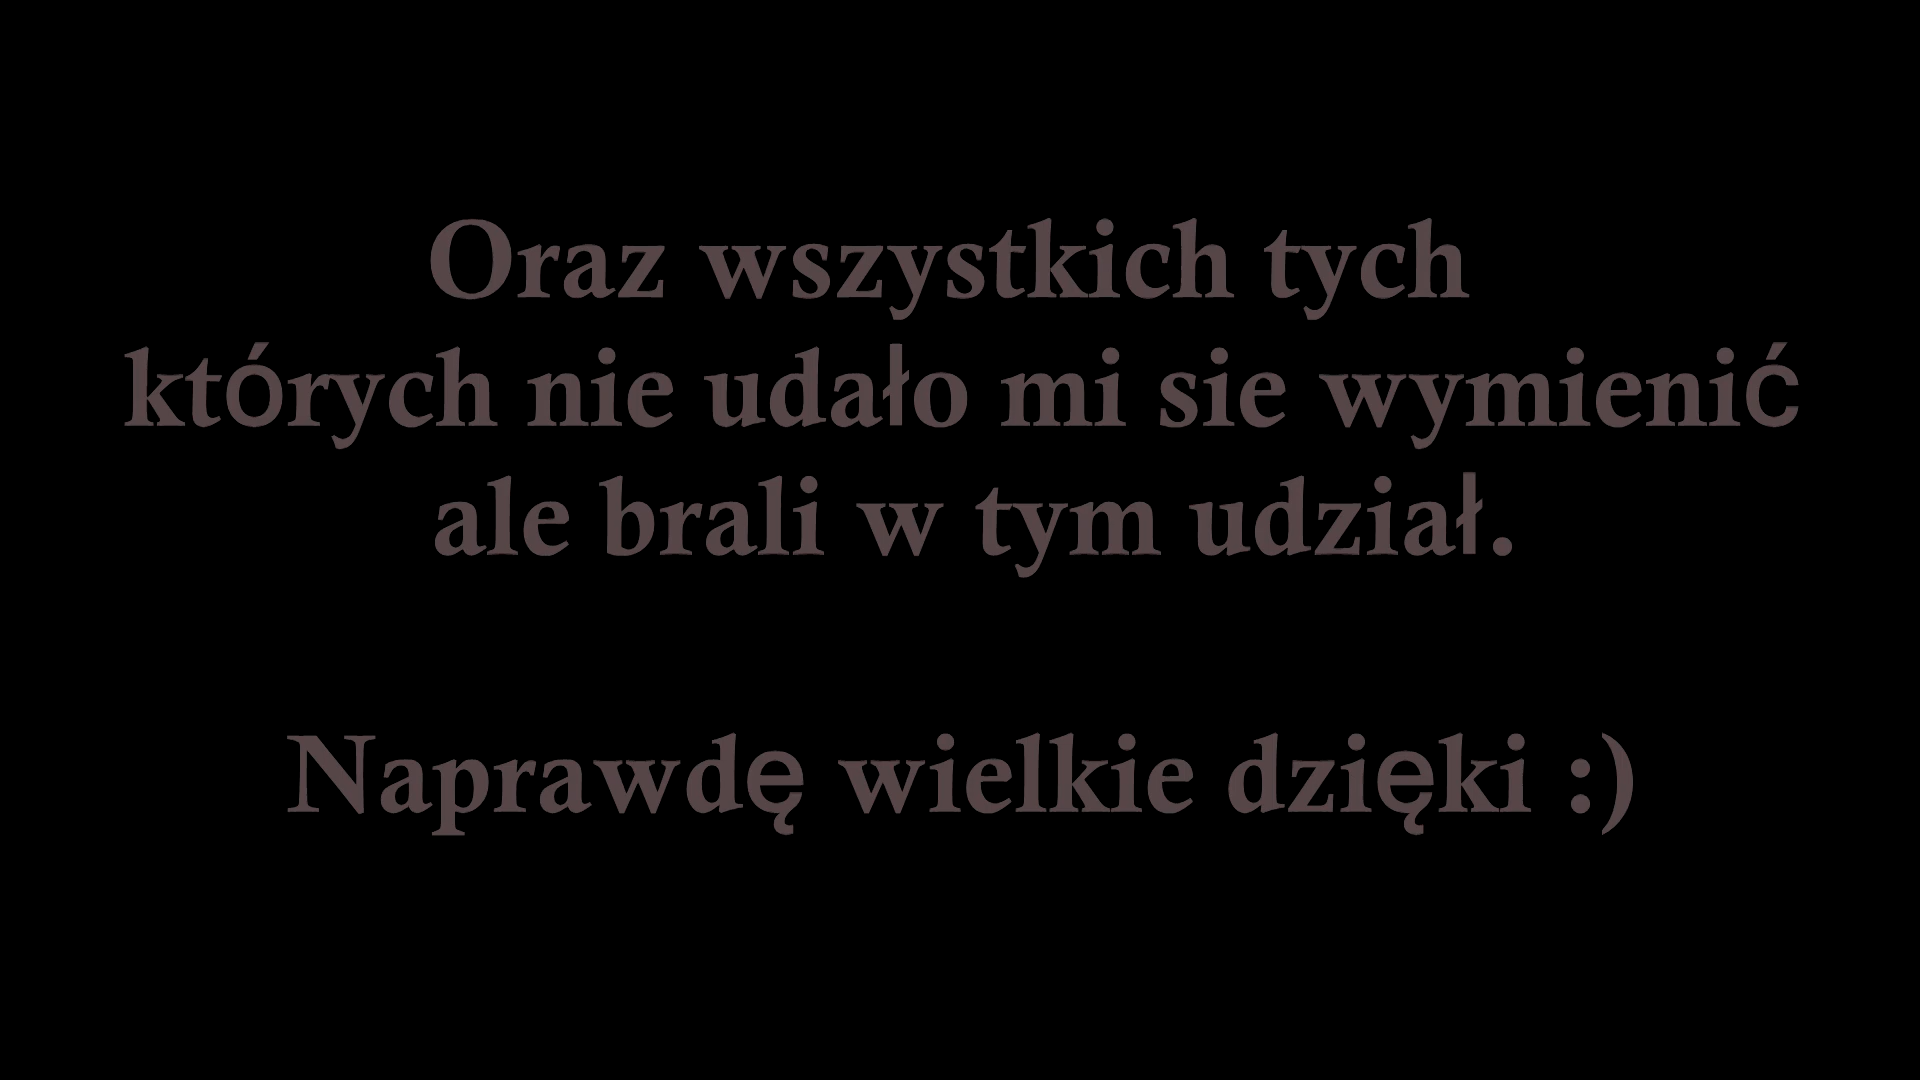 Oraz wszystkich tych
których nie udało mi sie wymienić
ale brali w tym udział.
Naprawdę wielkie dzięki :)